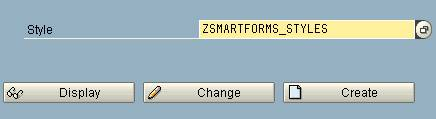 Style ZSMARTFORMS_STYLES
Display Change Create